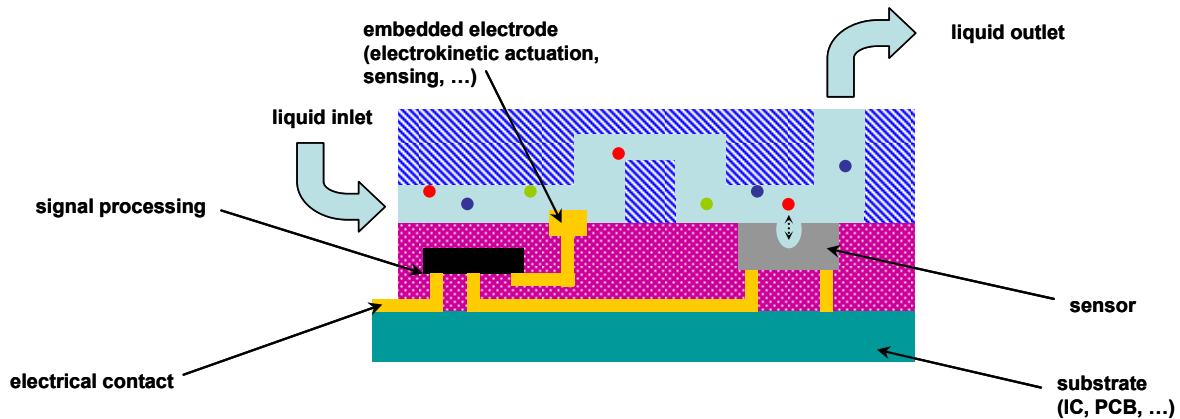 embedded electrode
(electrokinetic actuation,
sensing, …)
liquid outlet
liquid inlet
signal processing
sensor
electrical contact
substrate
(IC, PCB, …)